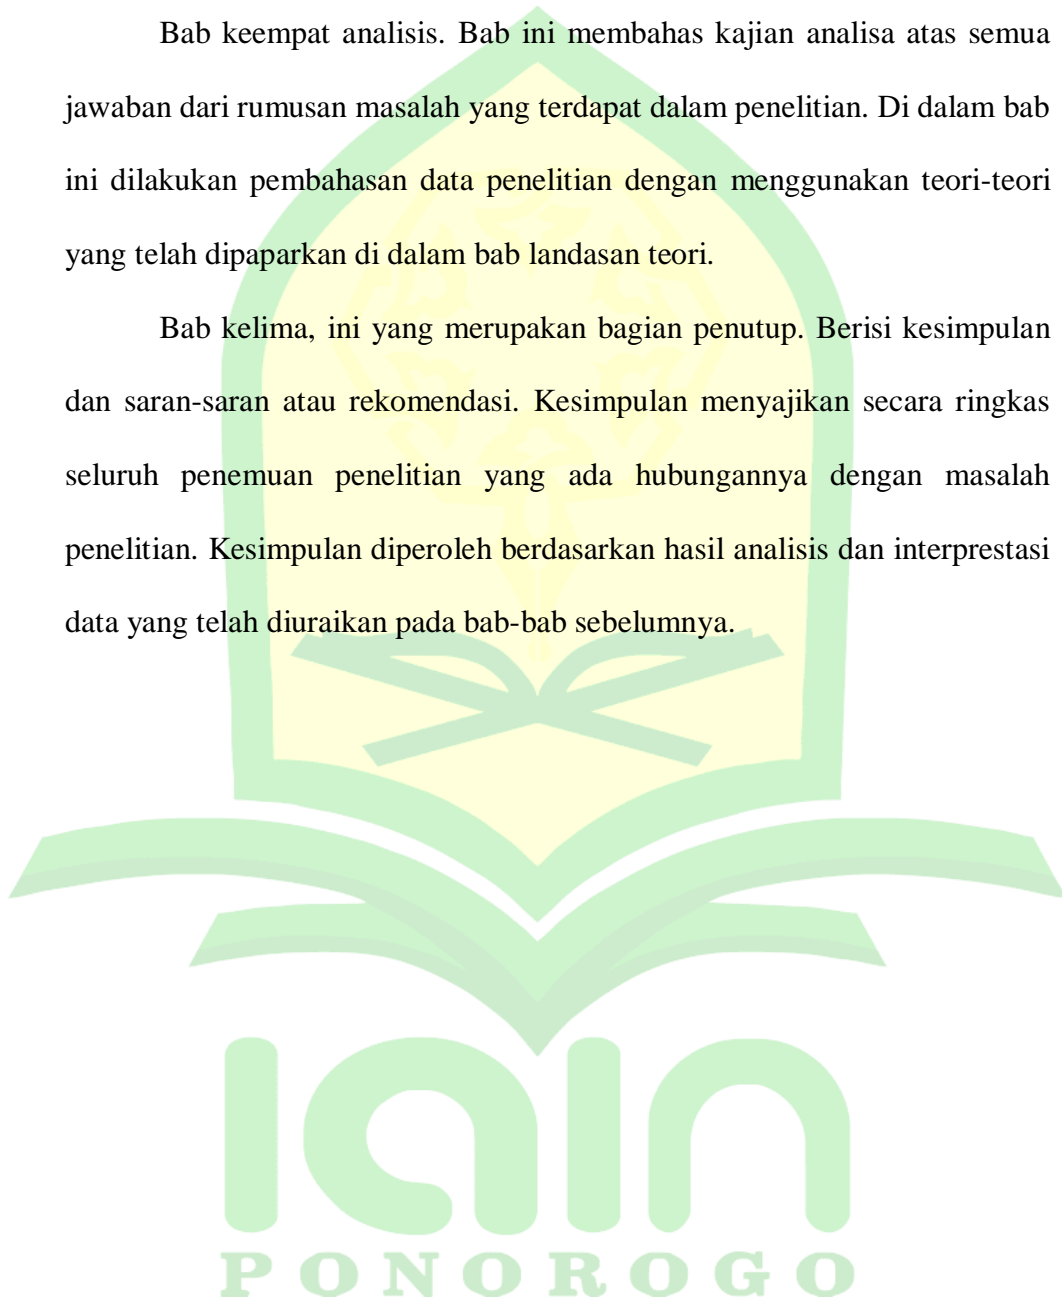 Bab keempat analisis. Bab ini membahas kajian analisa atas semua
jawaban dari rumusan masalah yang terdapat dalam penelitian. Di dalam bab
ini dilakukan pembahasan data penelitian dengan menggunakan teori-teori
yang telah dipaparkan di dalam bab landasan teori.
Bab kelima, ini yang merupakan bagian penutup. Berisi kesimpulan
dan saran-saran atau rekomendasi. Kesimpulan menyajikan secara ringkas
seluruh penemuan penelitian yang ada hubungannya dengan masalah
penelitian. Kesimpulan diperoleh berdasarkan hasil analisis dan interprestasi
data yang telah diuraikan pada bab-bab sebelumnya.
iain
PONOROGO